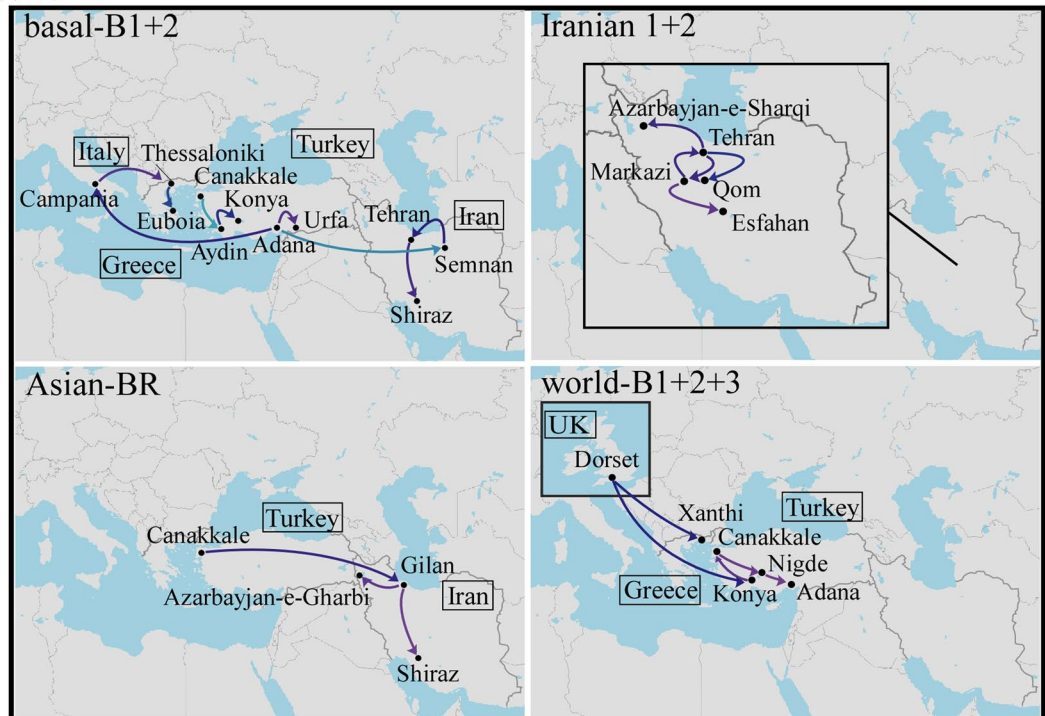 basal-B1+2
Italy
Thessaloniki
Turkey
Canakkale
Campania
Konya
Tehran
Iran
Euboia
Urfa
Aydin
Adana
Greece
Semnan
Shiraz
Iranian 1+2
Azarbayjan-e-Sharqi
Tehran
Markazi
Qom
Esfahan
Asian-BR
Turkey
Canakkale
Gilan
Azarbayjan-e-Gharbi
Iran
Shiraz
world-B1+2+3
UK
Dorset
Xanthi
Turkey
Canakkale
Nigde
Greece
Konya
Adana